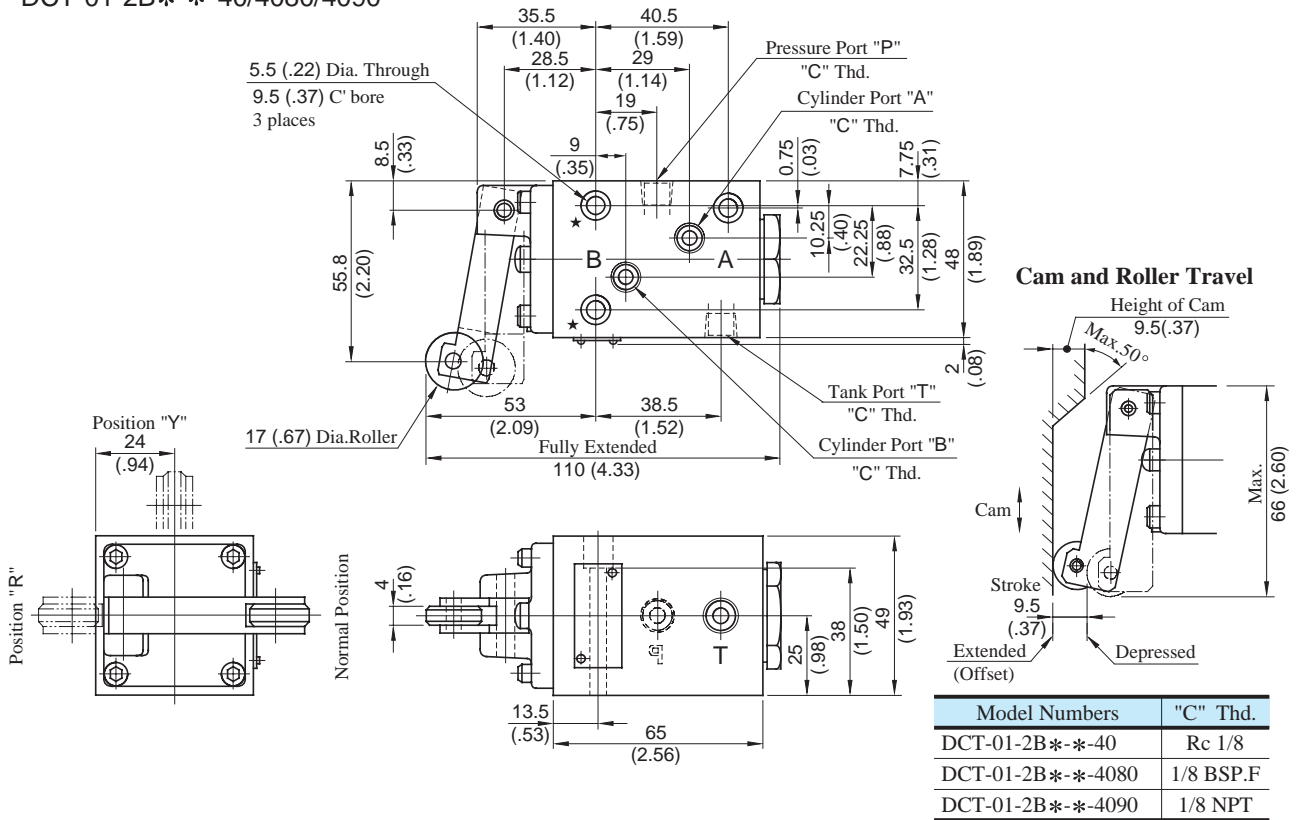 DCT-01-2B*-*-40/4080/4090
35.5
(1.40)
40.5
(1.59)
28.5
(1.12)
29
(1.14)
19
(.75)
9
(.35)
5.5 (.22) Dia. Through
9.5 (.37) C' bore
3 places
Pressure Port "P"
"C" Thd.
Cylinder Port "A"
"C" Thd.
8.5
(.33)
55.8
(2.20)
0.75
(.03)
7.75
(.31)
10.25
(.40)
22.25
(.88)
32.5
(1.28)
48
(1.89)
★
B
A
★
2
(.08)
17 (.67) Dia.Roller
53
(2.09)
38.5
(1.52)
Fully Extended
110 (4.33)
Tank Port "T"
"C" Thd.
Cylinder Port "B"
"C" Thd.
Cam and Roller Travel
Height of Cam
9.5(.37)
Max.50°
Cam
Max.
66 (2.60)
Stroke
9.5
(.37)
Extended
(Offset)
Depressed
Position "Y"
24
(.94)
Position "R"
Normal Position
4
(.16)
P
T
25
(.98)
38
(1.50)
49
(1.93)
13.5
(.53)
65
(2.56)
Model Numbers "C" Thd.
DCT-01-2B*-*-40 Rc 1/8
DCT-01-2B*-*-4080 1/8 BSP.F
DCT-01-2B*-*-4090 1/8 NPT